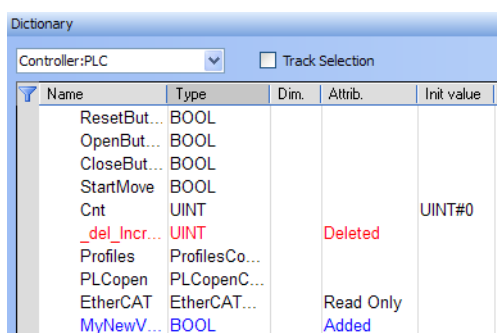 Dictionary
Controller:PLC Track Selection
Name Type Dim. Attrib. Init value
ResetBut... BOOL
OpenBut... BOOL
CloseBut... BOOL
StartMove BOOL
Cnt UINT UINT#0
_del_Incr... UINT Deleted
Profiles ProfilesCo...
PLCopen PLCopenC...
EtherCAT EtherCAT... Read Only
MyNewV... BOOL Added